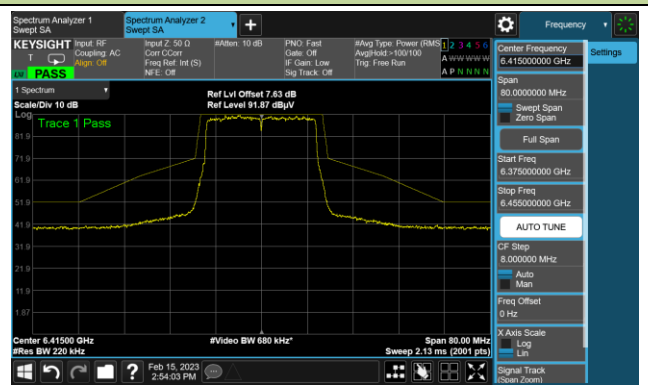 Spectrum Analyzer 1
Swept SA
Spectrum Analyzer 2
Swept SA
+
Frequency
KEYSIGHT
T
LXI PASS
Input: RF
Coupling: AC
Align: Off
Input Z: 50 Ω
Corr CCorr
Freq Ref: Int (S)
NFE: Off
#Atten: 10 dB
PNO: Fast
Gate: Off
IF Gain: Low
Sig Track: Off
#Avg Type: Power (RMS
Avg|Hold:>100/100
Trig: Free Run
1 2 3 4 5 6
A W W W W W
A P N N N N
1 Spectrum
Scale/Div 10 dB
Ref Lvl Offset 7.63 dB
Ref Level 91.87 dBµV
Log
Trace 1 Pass
81.9
71.9
61.9
51.9
41.9
31.9
21.9
11.9
1.87
Center 6.41500 GHz
#Res BW 220 kHz
#Video BW 680 kHz*
Span 80.00 MHz
Sweep 2.13 ms (2001 pts)
Center Frequency
6.415000000 GHz
Settings
Span
80.0000000 MHz
Swept Span
Zero Span
Full Span
Start Freq
6.375000000 GHz
Stop Freq
6.455000000 GHz
AUTO TUNE
CF Step
8.000000 MHz
Auto
Man
Freq Offset
0 Hz
X Axis Scale
Log
Lin
Signal Track
(Span Zoom)
?
Feb 15, 2023
2:54:03 PM